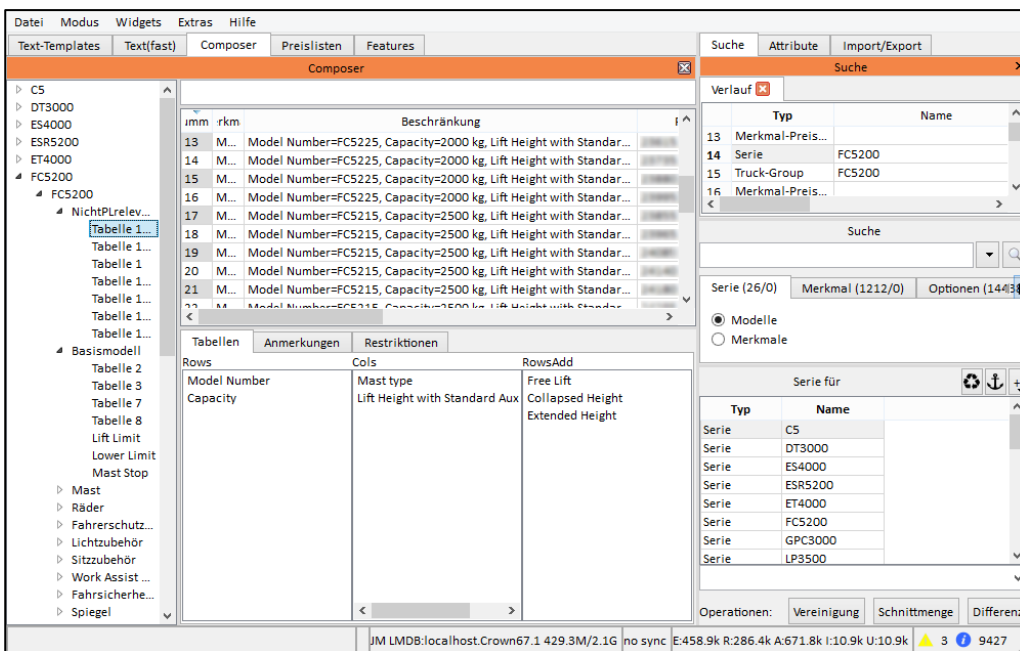 Datei Modus Widgets Extras Hilfe
Text-Templates Text(fast) Composer Preislisten Features
Composer
C5
DT3000
ES4000
ESR5200
ET4000
FC5200
FC5200
NichtPLrelev...
Tabelle 1...
Tabelle 1...
Tabelle 1
Tabelle 1...
Tabelle 1...
Tabelle 1...
Tabelle 1...
Basismodell
Tabelle 2
Tabelle 3
Tabelle 7
Tabelle 8
Lift Limit
Lower Limit
Mast Stop
Mast
Räder
Fahrerschutz...
Lichtzubehör
Sitzzubehör
Work Assist ...
Fahrsicherhe...
Spiegel
Beschränkung
13 M... Model Number=FC5225, Capacity=2000 kg, Lift Height with Standar...
14 M... Model Number=FC5225, Capacity=2000 kg, Lift Height with Standar...
15 M... Model Number=FC5225, Capacity=2000 kg, Lift Height with Standar...
16 M... Model Number=FC5225, Capacity=2000 kg, Lift Height with Standar...
17 M... Model Number=FC5215, Capacity=2500 kg, Lift Height with Standar...
18 M... Model Number=FC5215, Capacity=2500 kg, Lift Height with Standar...
19 M... Model Number=FC5215, Capacity=2500 kg, Lift Height with Standar...
20 M... Model Number=FC5215, Capacity=2500 kg, Lift Height with Standar...
21 M... Model Number=FC5215, Capacity=2500 kg, Lift Height with Standar...
22 M... Model Number=FC5215, Capacity=2500 kg, Lift Height with Standar...
Tabellen Anmerkungen Restriktionen
Rows Cols RowsAdd
Model Number Mast type Free Lift
Capacity Lift Height with Standard Aux Collapsed Height
Extended Height
Suche Attribute Import/Export
Suche
Verlauf
Typ Name
13 Merkmal-Preis...
14 Serie FC5200
15 Truck-Group FC5200
16 Merkmal-Preis...
Suche
Serie (26/0) Merkmal (1212/0) Optionen
Modelle
Merkmale
Serie für
Typ Name
Serie C5
Serie DT3000
Serie ES4000
Serie ESR5200
Serie ET4000
Serie FC5200
Serie GPC3000
Serie LP3500
Operationen: Vereinigung Schnittmenge Differenz
JM LMDB:localhost.Crown67.1 429.3M/2.1G no sync E:458.9k R:286.4k A:671.8k I:10.9k U:10.9k 3 9427